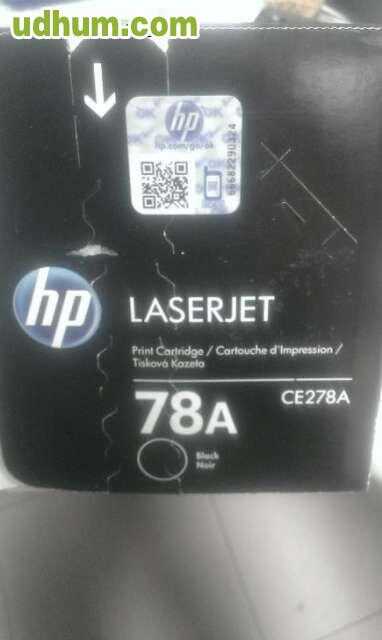 udhum.com
hp
hp.com/go/ok
OK
hp
LASERJET
Print Cartridge / Cartouche d'Impression /
Tisková Kazeta
78A
CE278A
Black
Noir